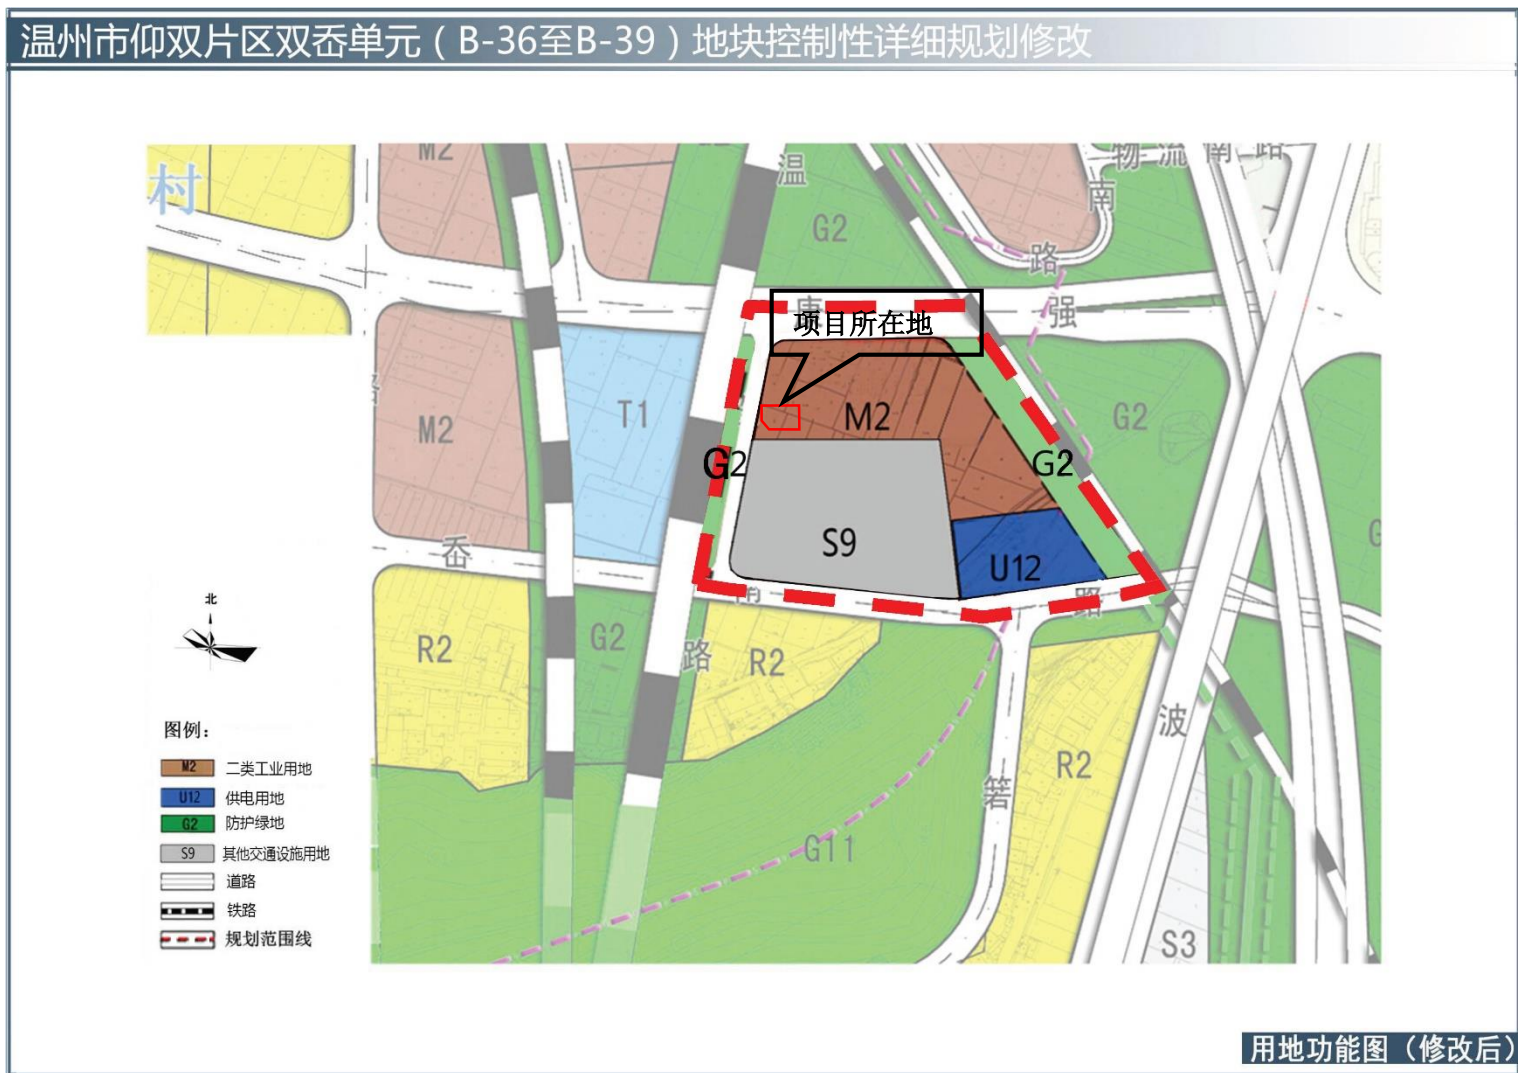 温州市仰双片区双岙单元（B-36至B-39）地块控制性详细规划修改
M2
温
物流南路
村
南
G2
路
康
强
项目所在地
路
T1
M2
M2
G2
G2
G2
S9
U12
岙
南
路
北
R2
G2
路
R2
波
R2
箬
G11
S3
图例：
M2 二类工业用地
U12 供电用地
G2 防护绿地
S9 其他交通设施用地
道路
铁路
规划范围线
用地功能图（修改后）